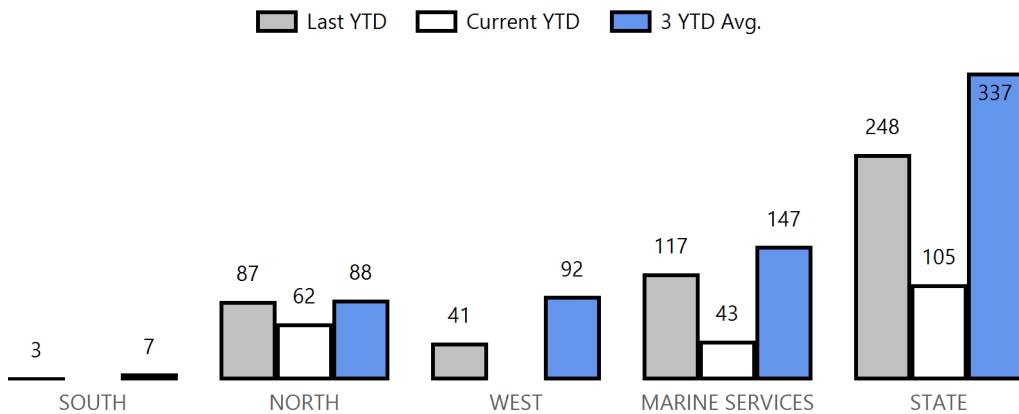 Last YTD Current YTD 3 YTD Avg.
337
248
147
117
105
87 88 92
62
41 43
3 7
SOUTH NORTH WEST MARINE SERVICES STATE